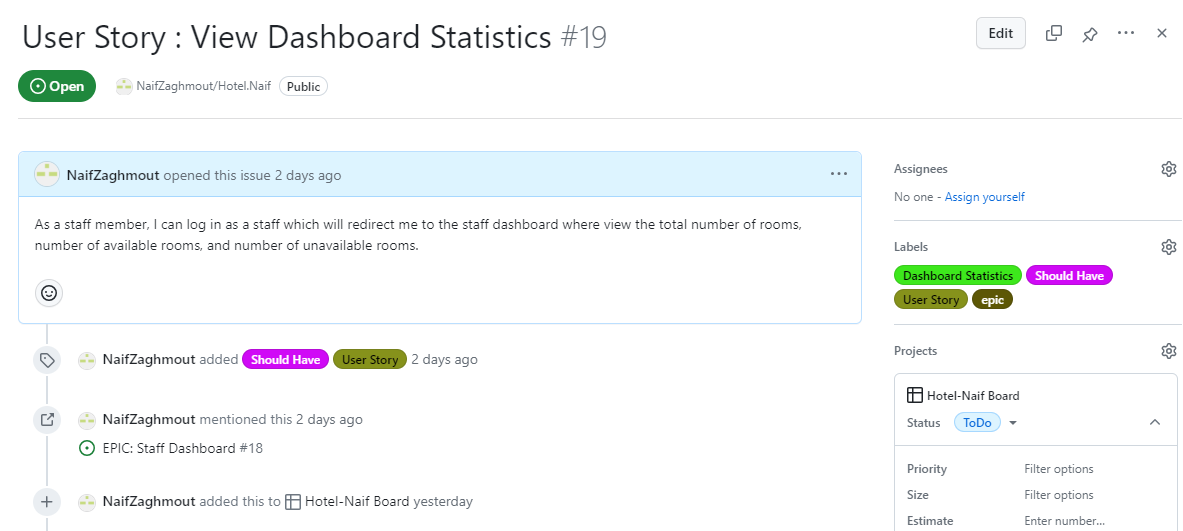 User Story : View Dashboard Statistics #19
Edit
Open
NaifZaghmout/Hotel.Naif
Public
NaifZaghmout opened this issue 2 days ago
As a staff member, I can log in as a staff which will redirect me to the staff dashboard where view the total number of rooms,
number of available rooms, and number of unavailable rooms.
NaifZaghmout added Should Have User Story 2 days ago
NaifZaghmout mentioned this 2 days ago
EPIC: Staff Dashboard #18
NaifZaghmout added this to Hotel-Naif Board yesterday
Assignees
No one - Assign yourself
Labels
Dashboard Statistics Should Have
User Story epic
Projects
Hotel-Naif Board
Status ToDo
Priority Filter options
Size Filter options
Estimate Enter number...